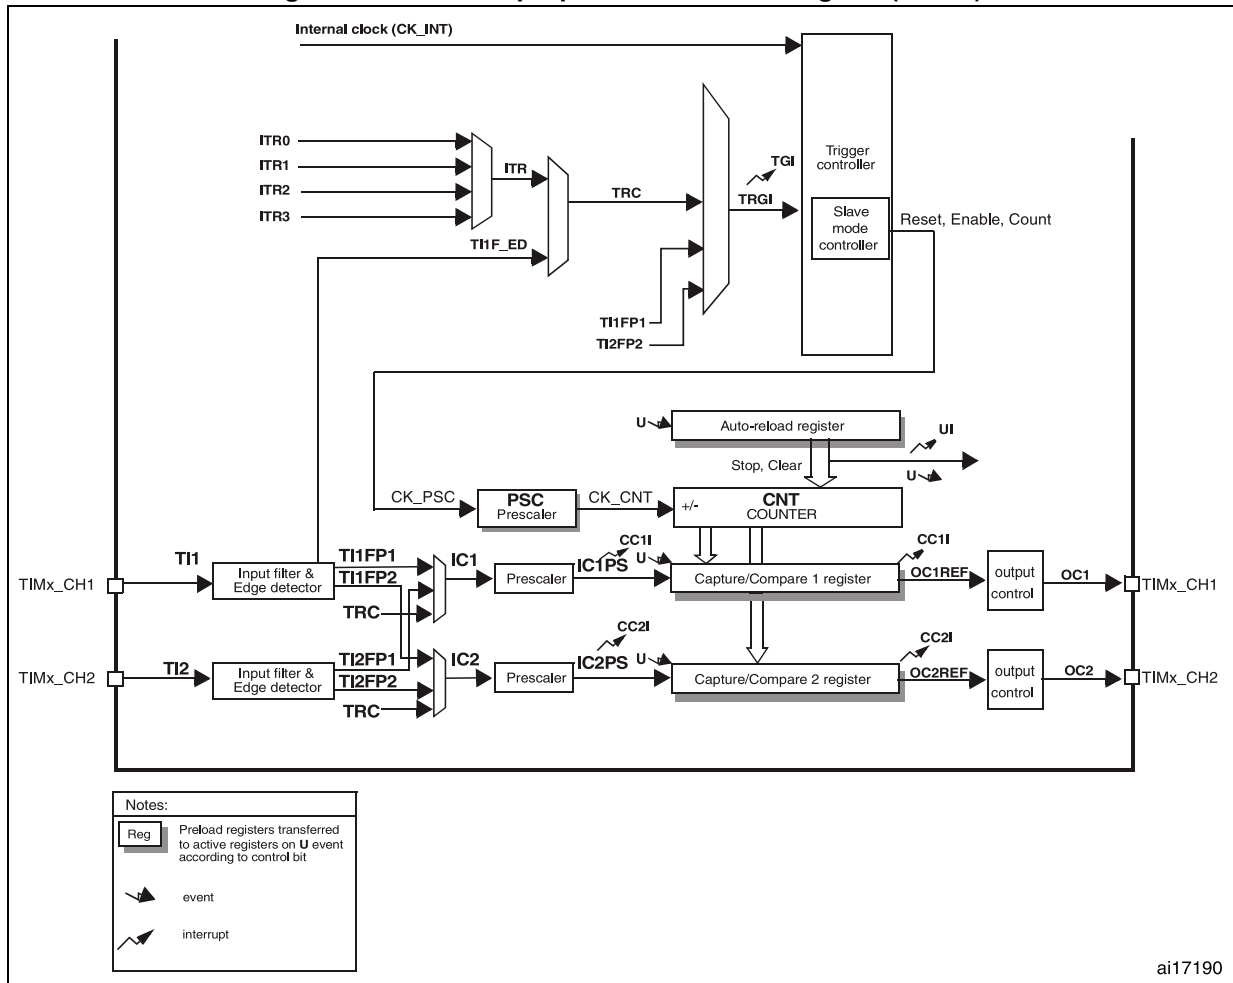 Internal clock (CK_INT)
ITR0
ITR1
ITR2
ITR3
ITR
TI1F_ED
TRC
TGI
TRGI
Trigger
controller
Slave
mode
controller
Reset, Enable, Count
TI1FP1
TI2FP2
U
Auto-reload register
UI
Stop, Clear
U
CK_PSC
PSC
Prescaler
CK_CNT
+/-
CNT
COUNTER
TIMx_CH1
TI1
Input filter &
Edge detector
TI1FP1
TI1FP2
TRC
IC1
Prescaler
CC1I
IC1PS
U
Capture/Compare 1 register
CC1I
OC1REF
output
control
OC1
TIMx_CH1
TIMx_CH2
TI2
Input filter &
Edge detector
TI2FP1
TI2FP2
TRC
IC2
Prescaler
CC2I
IC2PS
U
Capture/Compare 2 register
CC2I
OC2REF
output
control
OC2
TIMx_CH2
Notes:
Reg
Preload registers transferred
to active registers on U event
according to control bit
event
interrupt
ai17190